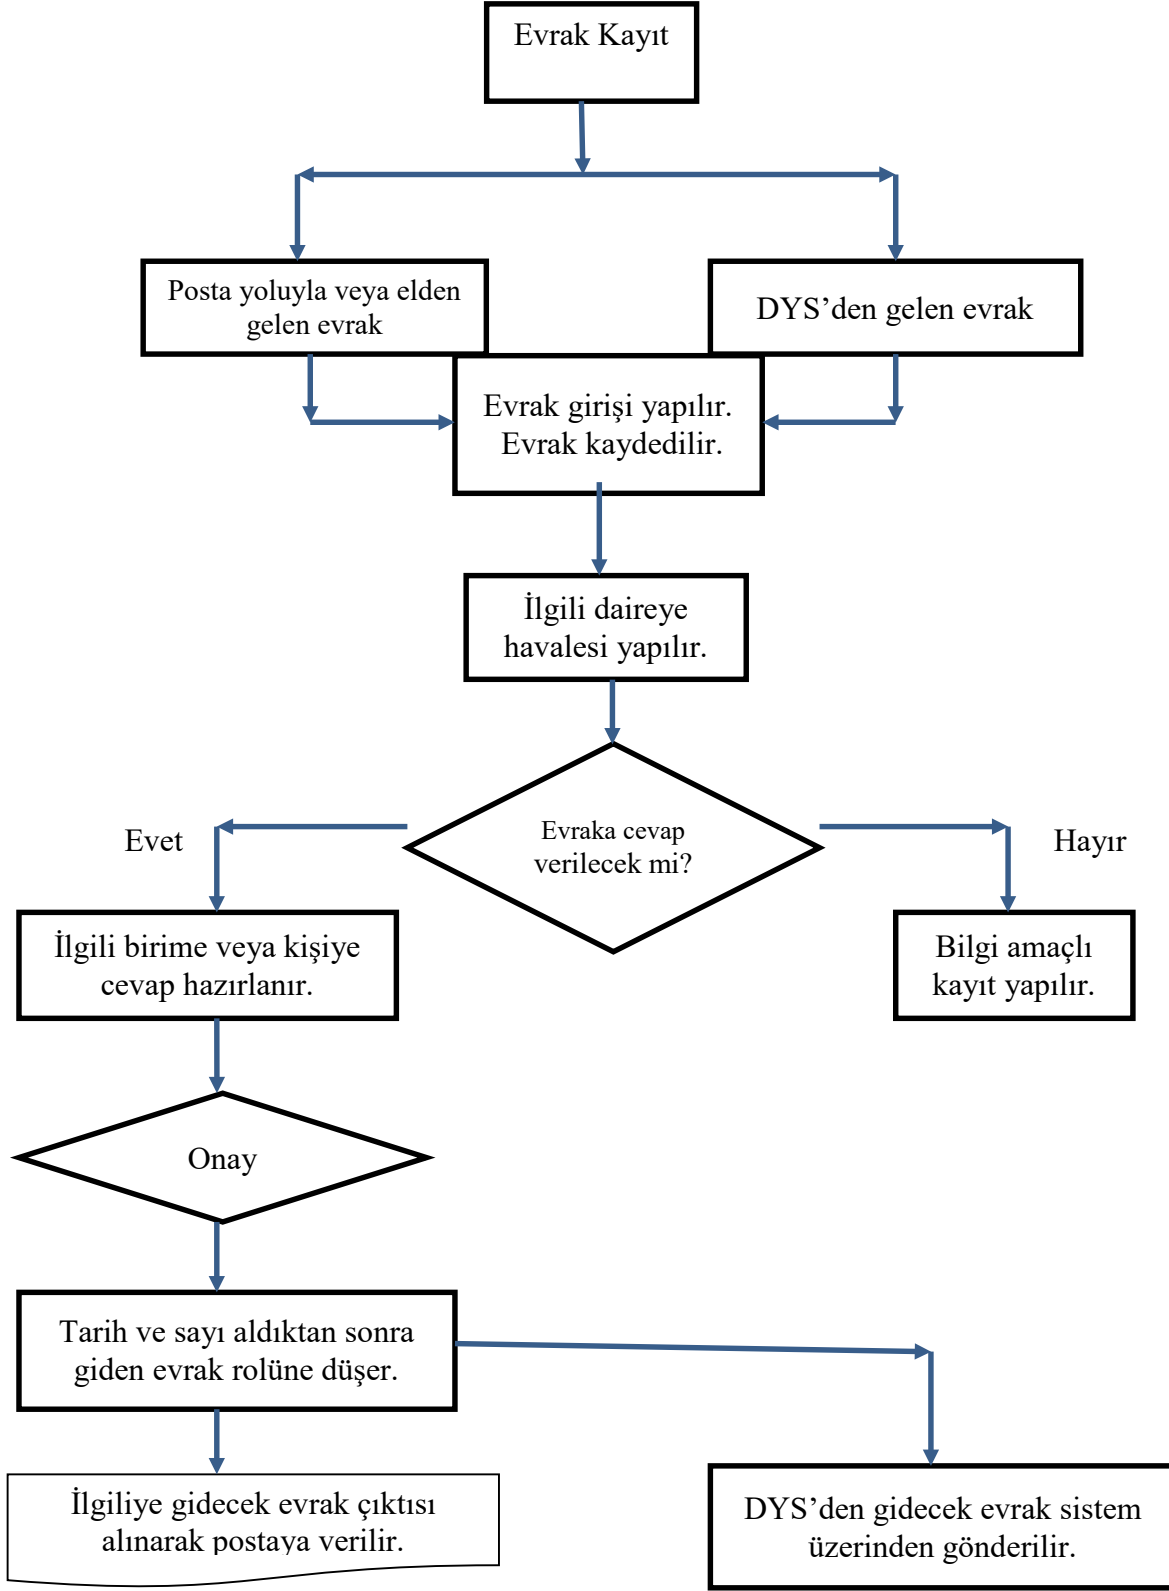 Evrak Kayıt
Posta yoluyla veya elden
gelen evrak
DYS’den gelen evrak
Evrak girişi yapılır.
Evrak kaydedilir.
İlgili daireye
havalesi yapılır.
Evraka cevap
verilecek mi?
Evet
Hayır
İlgili birime veya kişiye
cevap hazırlanır.
Bilgi amaçlı
kayıt yapılır.
Onay
Tarih ve sayı aldıktan sonra
giden evrak rolüne düşer.
İlgiliye gidecek evrak çıktısı
alınarak postaya verilir.
DYS’den gidecek evrak sistem
üzerinden gönderilir.